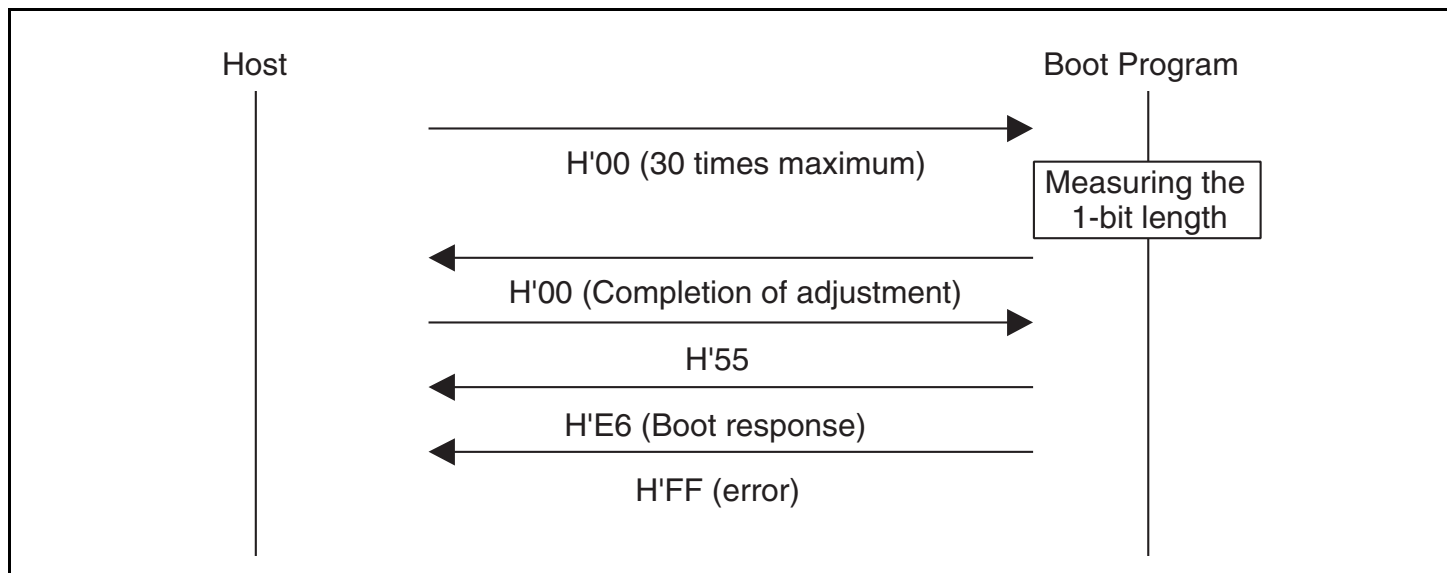 Host
Boot Program
H'00 (30 times maximum)
Measuring the
1-bit length
H'00 (Completion of adjustment)
H'55
H'E6 (Boot response)
H'FF (error)